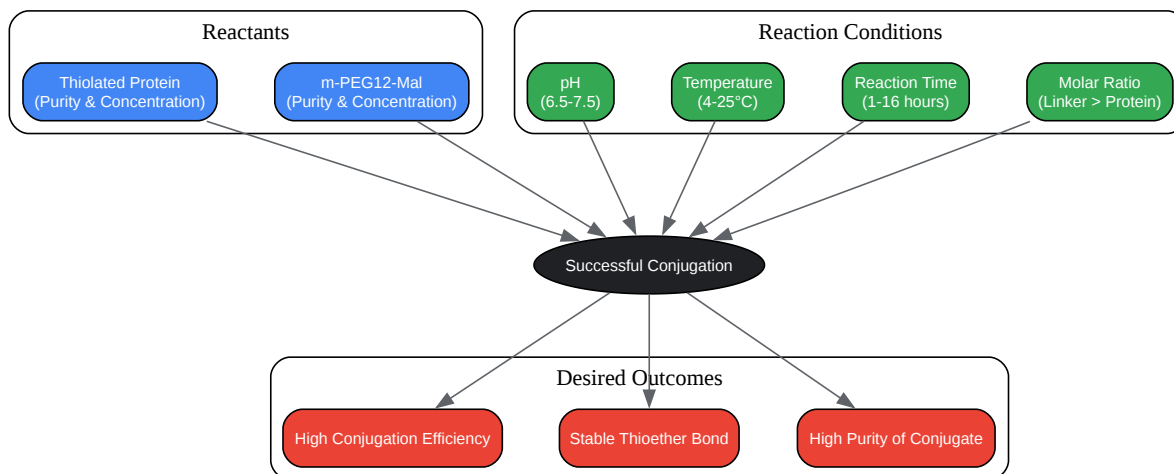 Reactants
Reaction Conditions
Thiolated Protein
(Purity & Concentration)
m-PEG12-Mal
(Purity & Concentration)
pH
(6.5-7.5)
Temperature
(4-25°C)
Reaction Time
(1-16 hours)
Molar Ratio
(Linker > Protein)
Successful Conjugation
Desired Outcomes
High Conjugation Efficiency
Stable Thioether Bond
High Purity of Conjugate